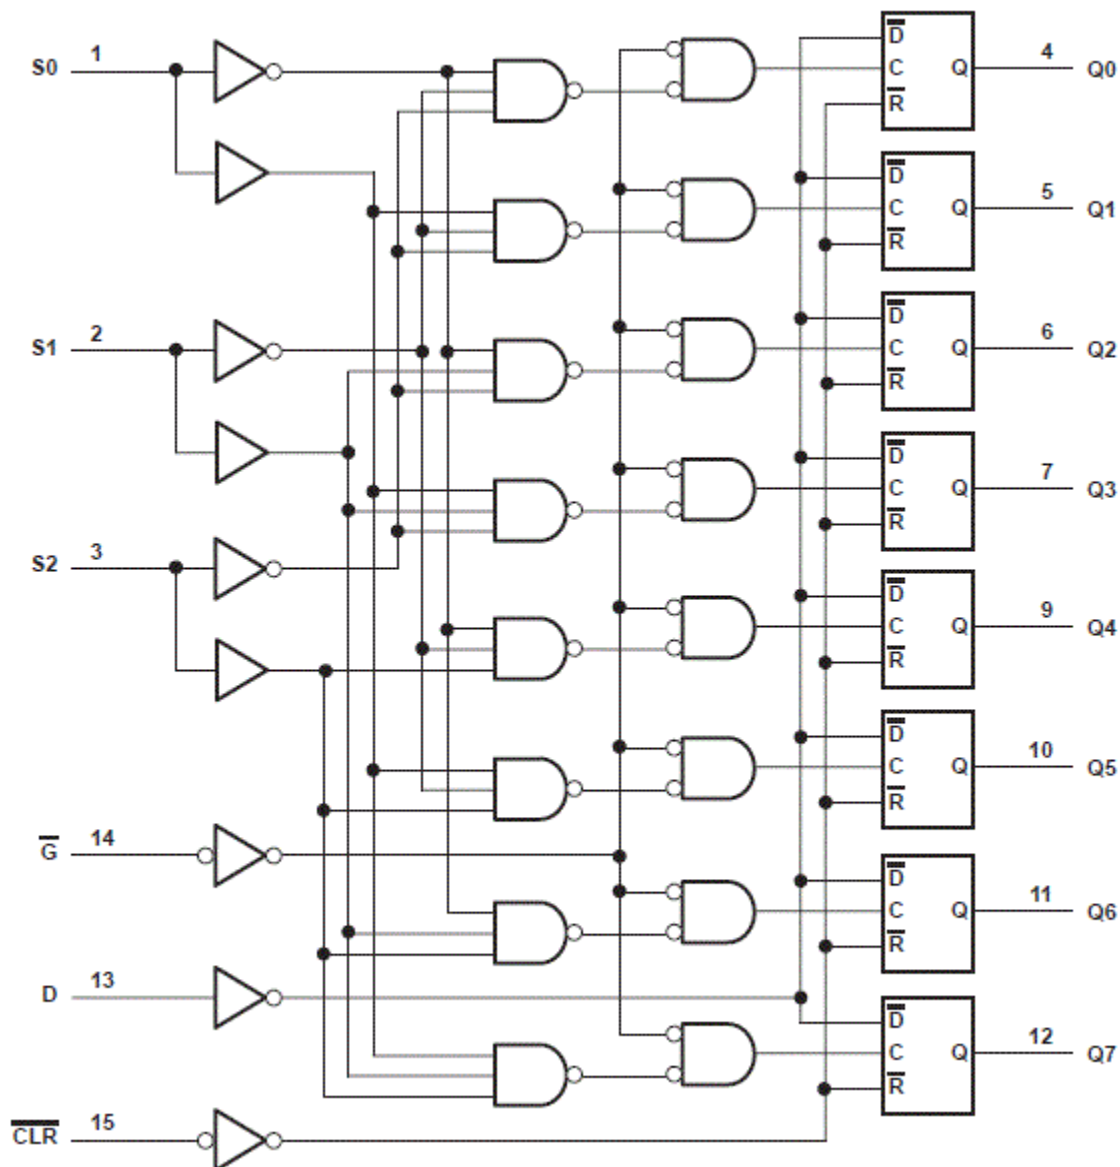 S0 1
S1 2
S2 3
G̅ 14
D 13
C̅L̅R̅ 15
D̅ C R̅ Q 4 Q0
D̅ C R̅ Q 5 Q1
D̅ C R̅ Q 6 Q2
D̅ C R̅ Q 7 Q3
D̅ C R̅ Q 9 Q4
D̅ C R̅ Q 10 Q5
D̅ C R̅ Q 11 Q6
D̅ C R̅ Q 12 Q7